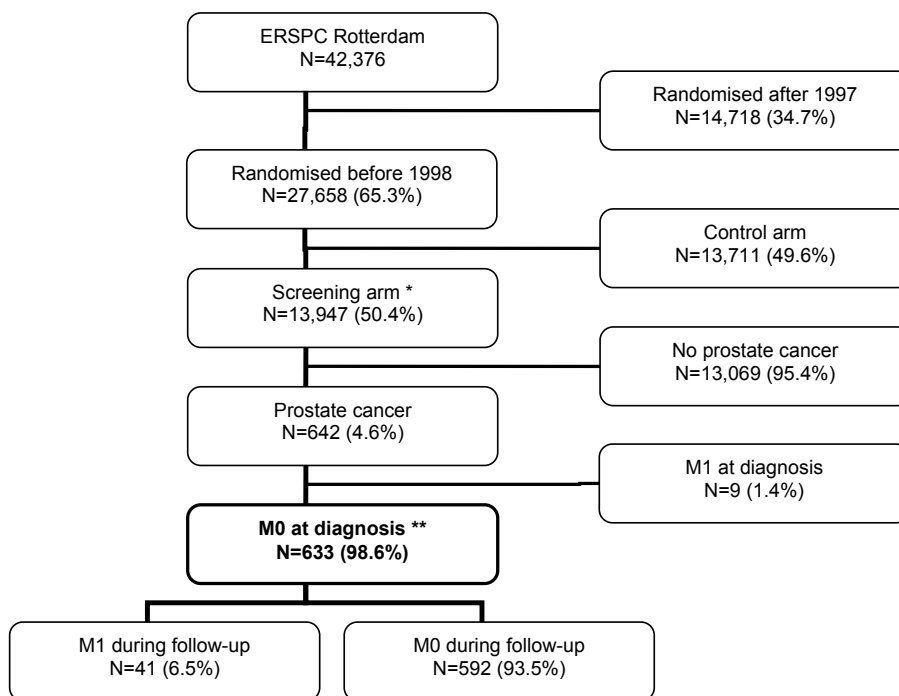 ERSPC Rotterdam
N=42,376
Randomised after 1997
N=14,718 (34.7%)
Randomised before 1998
N=27,658 (65.3%)
Control arm
N=13,711 (49.6%)
Screening arm *
N=13,947 (50.4%)
No prostate cancer
N=13,069 (95.4%)
Prostate cancer
N=642 (4.6%)
M1 at diagnosis
N=9 (1.4%)
M0 at diagnosis **
N=633 (98.6%)
M1 during follow-up
N=41 (6.5%)
M0 during follow-up
N=592 (93.5%)